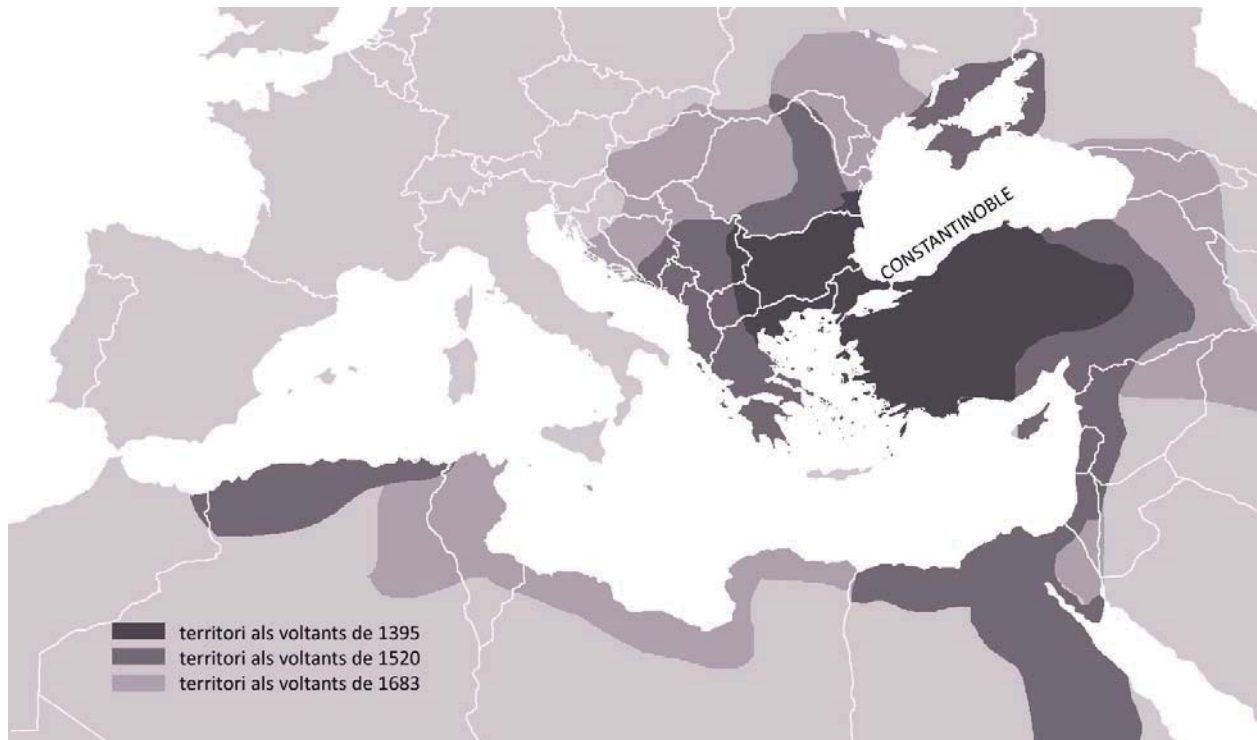 CONSTANTINOBLE
territori als voltants de 1395
territori als voltants de 1520
territori als voltants de 1683